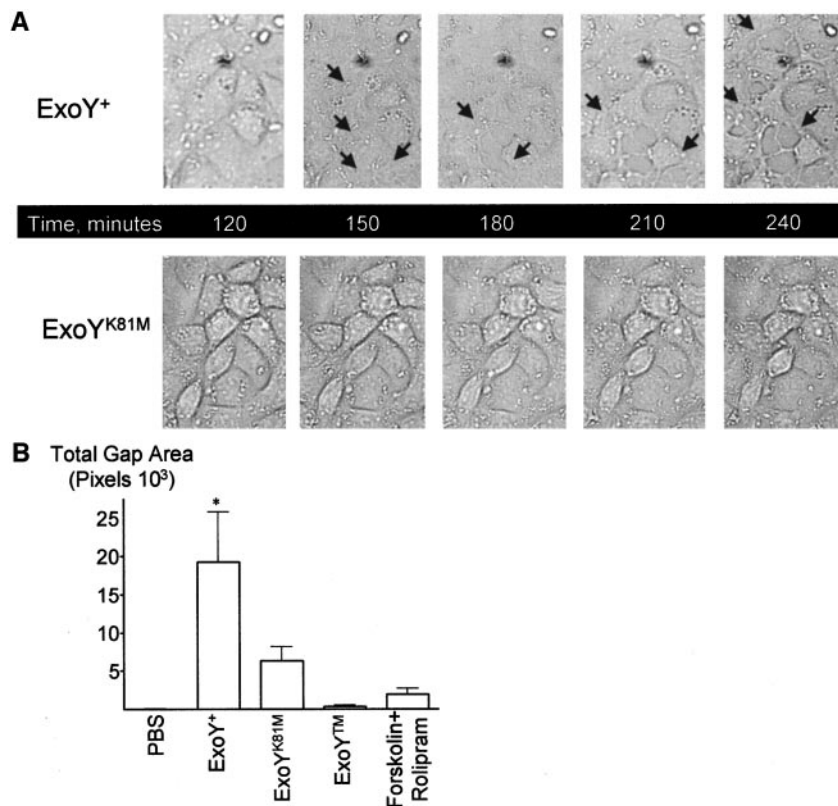 A
ExoY⁺
Time, minutes 120 150 180 210 240
ExoYᴷ⁸¹ᴹ
B Total Gap Area
(Pixels 10³)
25
20
15
10
5
*
PBS
ExoY⁺
ExoYᴷ⁸¹ᴹ
ExoYᵀᴹ
Forskolin+
Rolipram